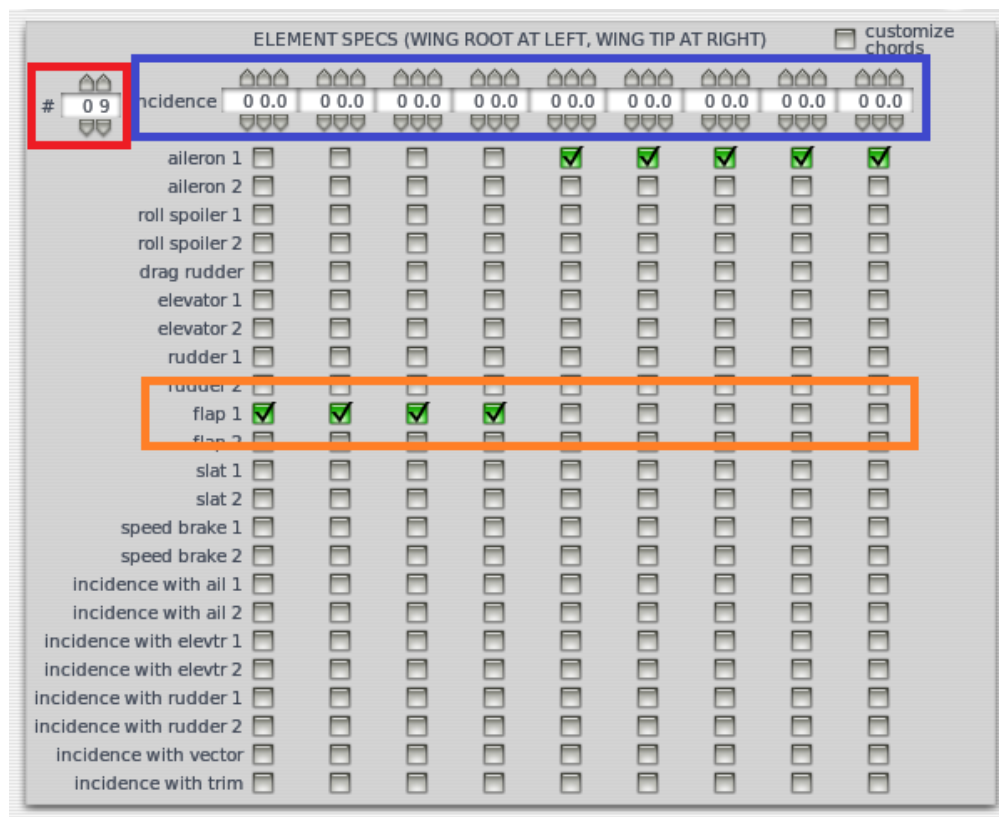 ELEMENT SPECS (WING ROOT AT LEFT, WING TIP AT RIGHT)
customize
chords
# 0 9
ncidence 0 0.0 0 0.0 0 0.0 0 0.0 0 0.0 0 0.0 0 0.0 0 0.0 0 0.0
aileron 1
aileron 2
roll spoiler 1
roll spoiler 2
drag rudder
elevator 1
elevator 2
rudder 1
rudder 2
flap 1
flap 2
slat 1
slat 2
speed brake 1
speed brake 2
incidence with ail 1
incidence with ail 2
incidence with elevtr 1
incidence with elevtr 2
incidence with rudder 1
incidence with rudder 2
incidence with vector
incidence with trim